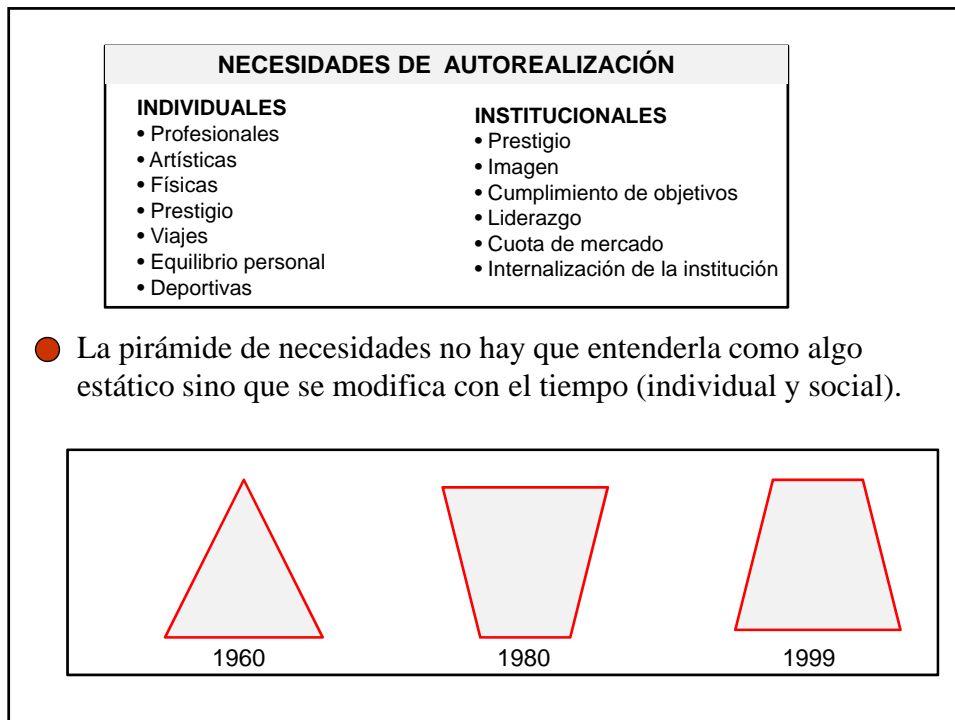 NECESIDADES DE AUTOREALIZACIÓN
INDIVIDUALES
• Profesionales
• Artísticas
• Físicas
• Prestigio
• Viajes
• Equilibrio personal
• Deportivas
INSTITUCIONALES
• Prestigio
• Imagen
• Cumplimiento de objetivos
• Liderazgo
• Cuota de mercado
• Internalización de la institución
La pirámide de necesidades no hay que entenderla como algo
estático sino que se modifica con el tiempo (individual y social).
1960
1980
1999